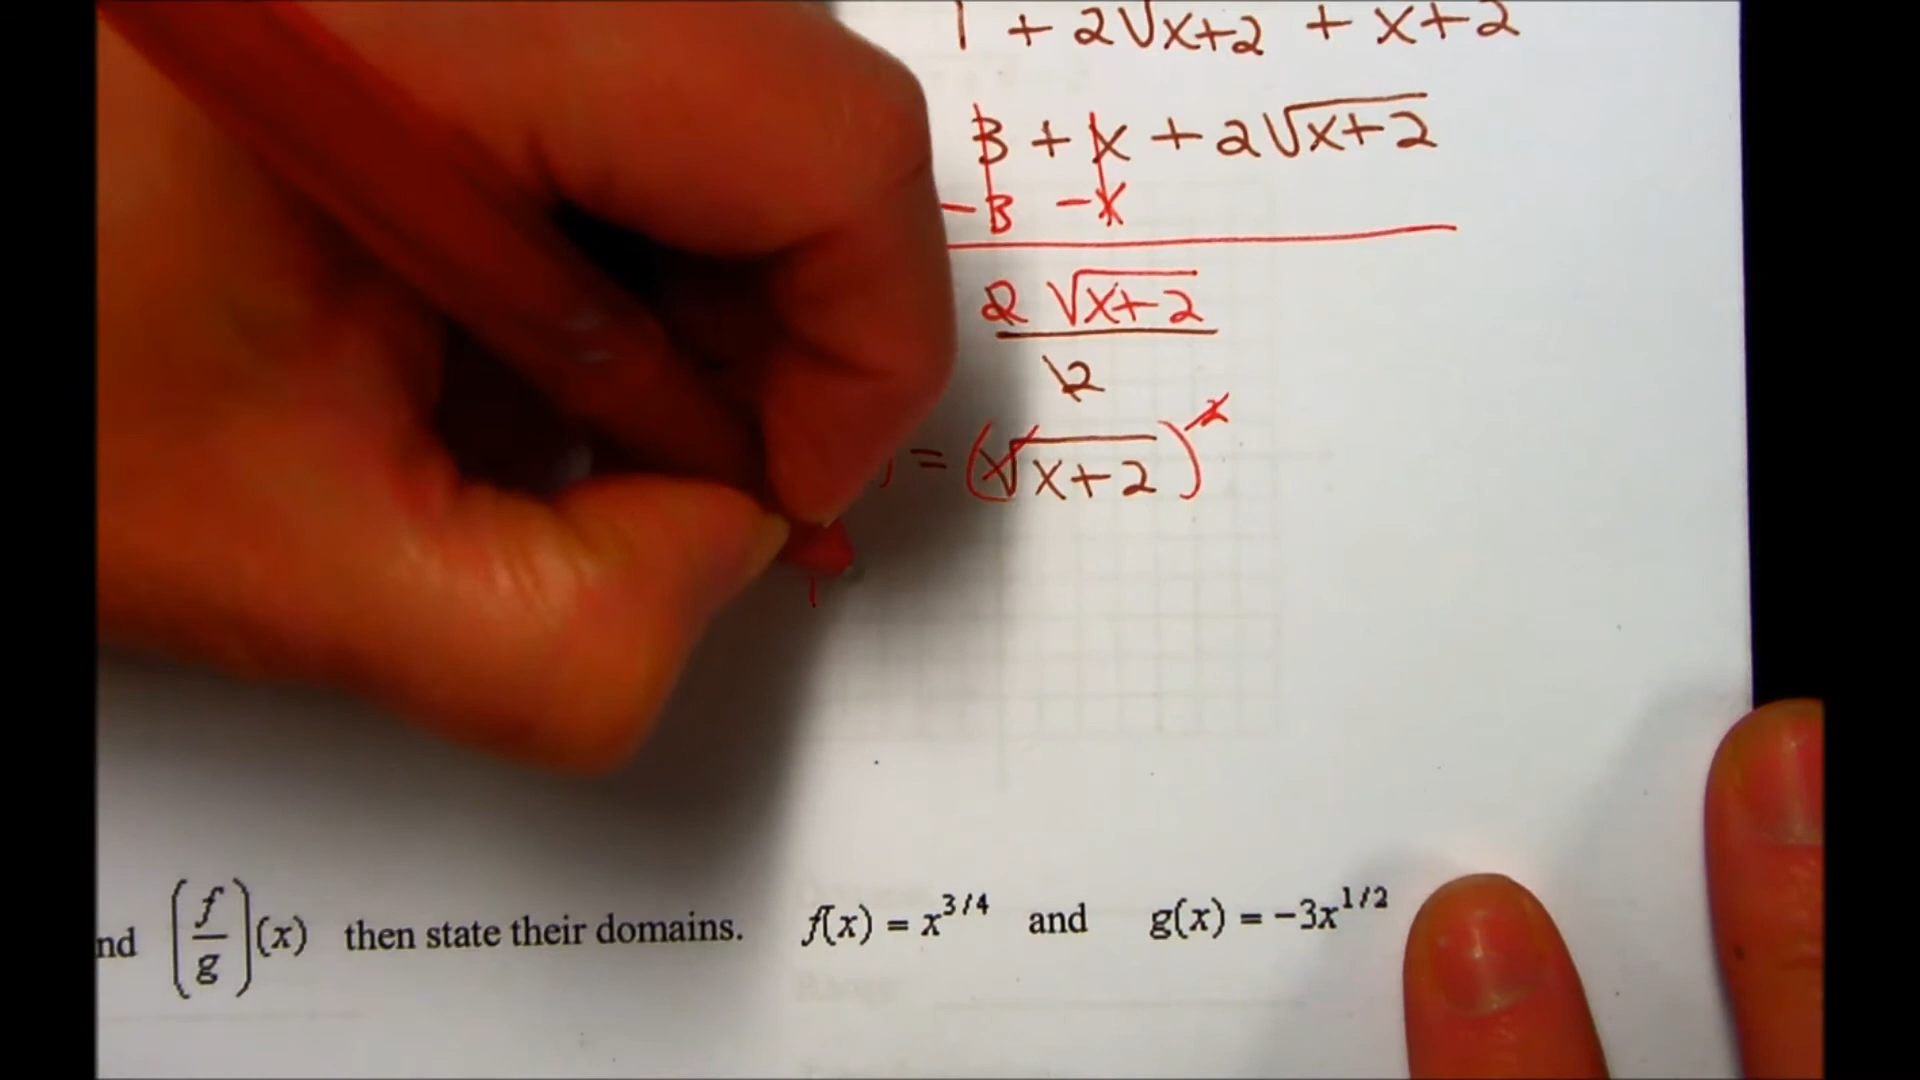 1 + 2√x+2 + x+2
3 + x + 2√x+2
-3 -x
2 √x+2
2
) = (√x+2)²
nd (f/g)(x) then state their domains. f(x) = x^3/4 and g(x) = -3x^1/2